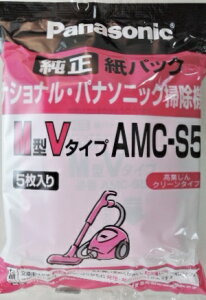 Panasonic
純正 紙パック
ショナル・パナソニック掃除機
M型Vタイプ AMC-S5
5枚入り
高集じん
クリーンタイプ